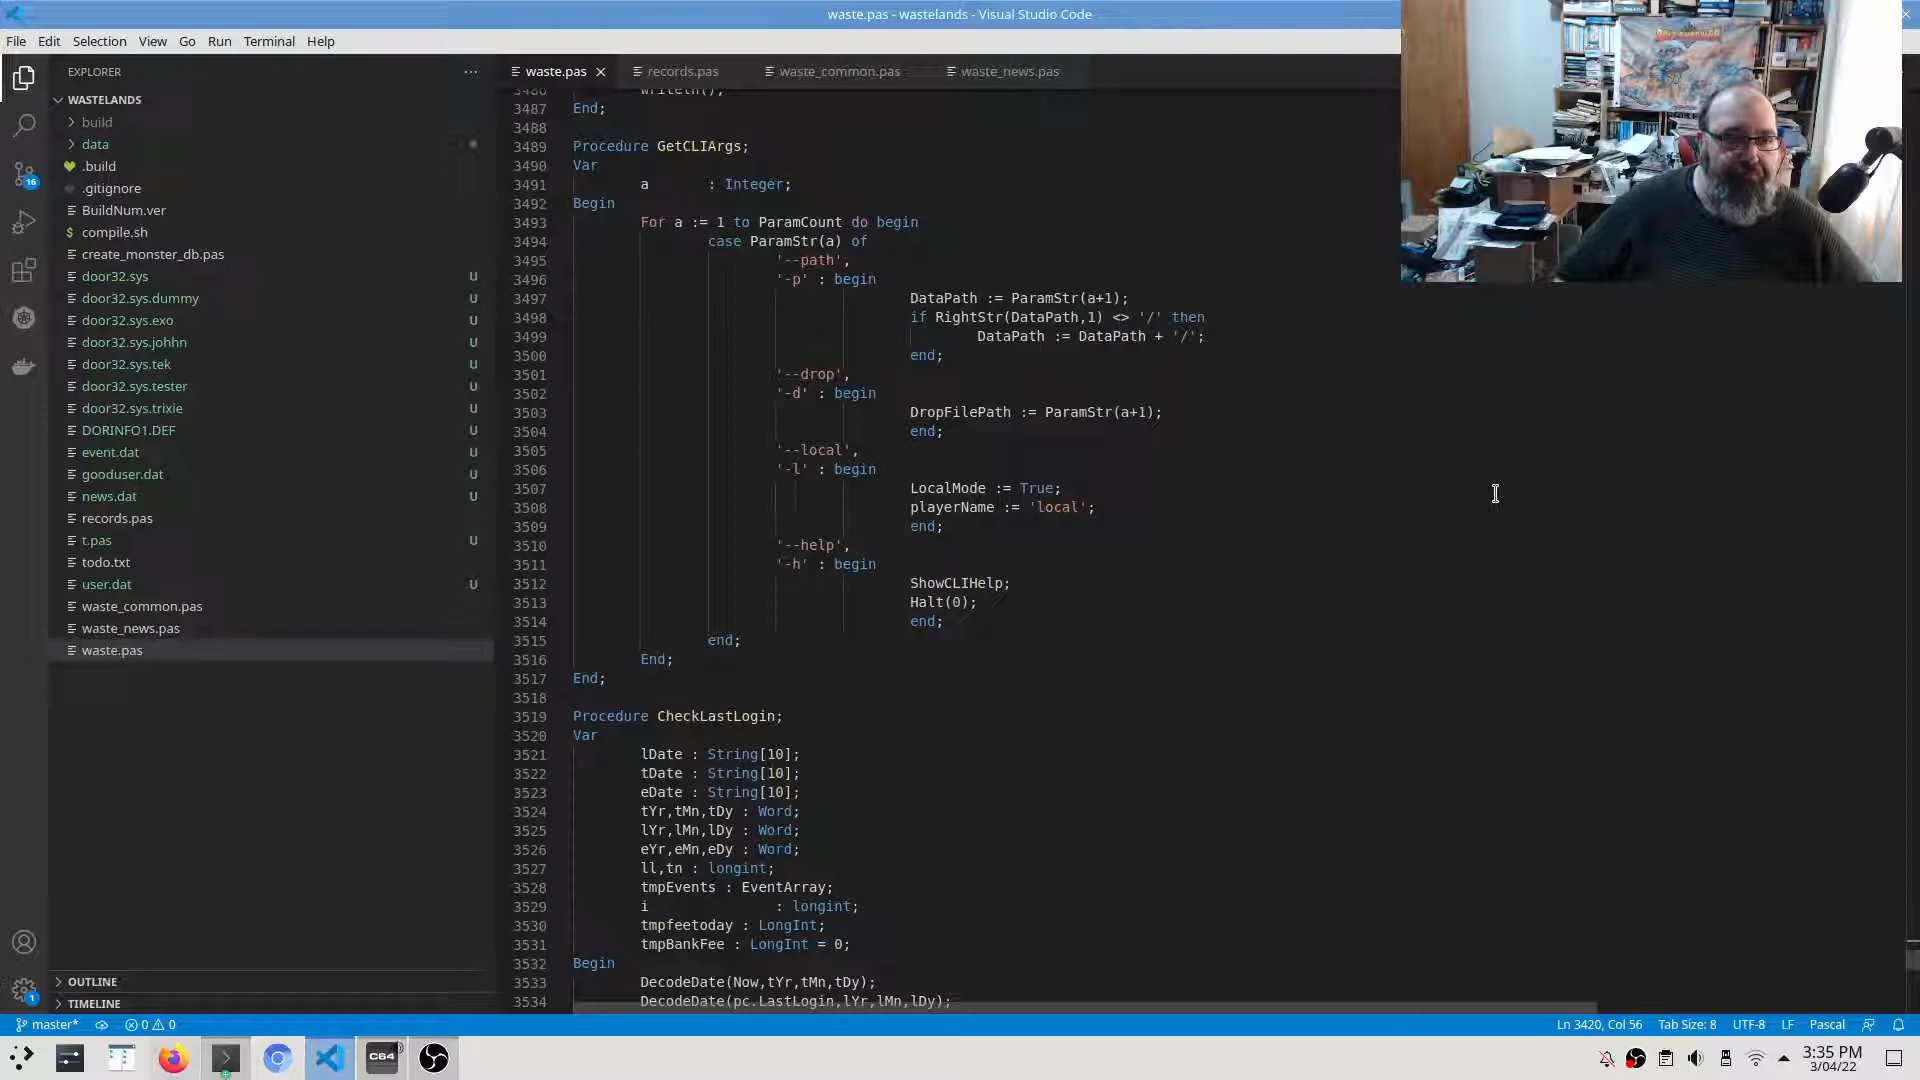 waste.pas - wastelands - Visual Studio Code
File Edit Selection View Go Run Terminal Help
EXPLORER
waste.pas records.pas waste_common.pas waste_news.pas
WASTELANDS
build
data
.build
.gitignore
BuildNum.ver
$ compile.sh
create_monster_db.pas
door32.sys U
door32.sys.dummy U
door32.sys.exo U
door32.sys.johhn U
door32.sys.tek U
door32.sys.tester U
door32.sys.trixie U
DORINFO1.DEF U
event.dat U
gooduser.dat U
news.dat U
records.pas
t.pas U
todo.txt
user.dat U
waste_common.pas
waste_news.pas
waste.pas
OUTLINE
TIMELINE
16
1
3486 writeln();
3487 End;
3488
3489 Procedure GetCLIArgs;
3490 Var
3491 a : Integer;
3492 Begin
3493 For a := 1 to ParamCount do begin
3494 case ParamStr(a) of
3495 '--path',
3496 '-p' : begin
3497 DataPath := ParamStr(a+1);
3498 if RightStr(DataPath,1) <> '/' then
3499 DataPath := DataPath + '/';
3500 end;
3501 '--drop',
3502 '-d' : begin
3503 DropFilePath := ParamStr(a+1);
3504 end;
3505 '--local',
3506 '-l' : begin
3507 LocalMode := True;
3508 playerName := 'local';
3509 end;
3510 '--help',
3511 '-h' : begin
3512 ShowCLIHelp;
3513 Halt(0);
3514 end;
3515 end;
3516 End;
3517 End;
3518
3519 Procedure CheckLastLogin;
3520 Var
3521 lDate : String[10];
3522 tDate : String[10];
3523 eDate : String[10];
3524 tYr,tMn,tDy : Word;
3525 lYr,lMn,lDy : Word;
3526 eYr,eMn,eDy : Word;
3527 ll,tn : longint;
3528 tmpEvents : EventArray;
3529 i : longint;
3530 tmpfeetoday : LongInt;
3531 tmpBankFee : LongInt = 0;
3532 Begin
3533 DecodeDate(Now,tYr,tMn,tDy);
3534 DecodeDate(pc.LastLogin,lYr,lMn,lDy);
master* 0 0 Ln 3420, Col 56 Tab Size: 8 UTF-8 LF Pascal
C64
3:35 PM
3/04/22